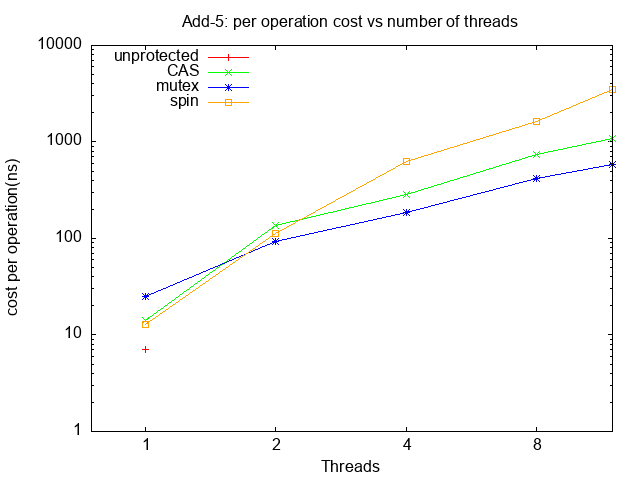 Add-5: per operation cost vs number of threads
10000
1000
100
10
1
cost per operation(ns)
unprotected
CAS
mutex
spin
1 2 4 8
Threads